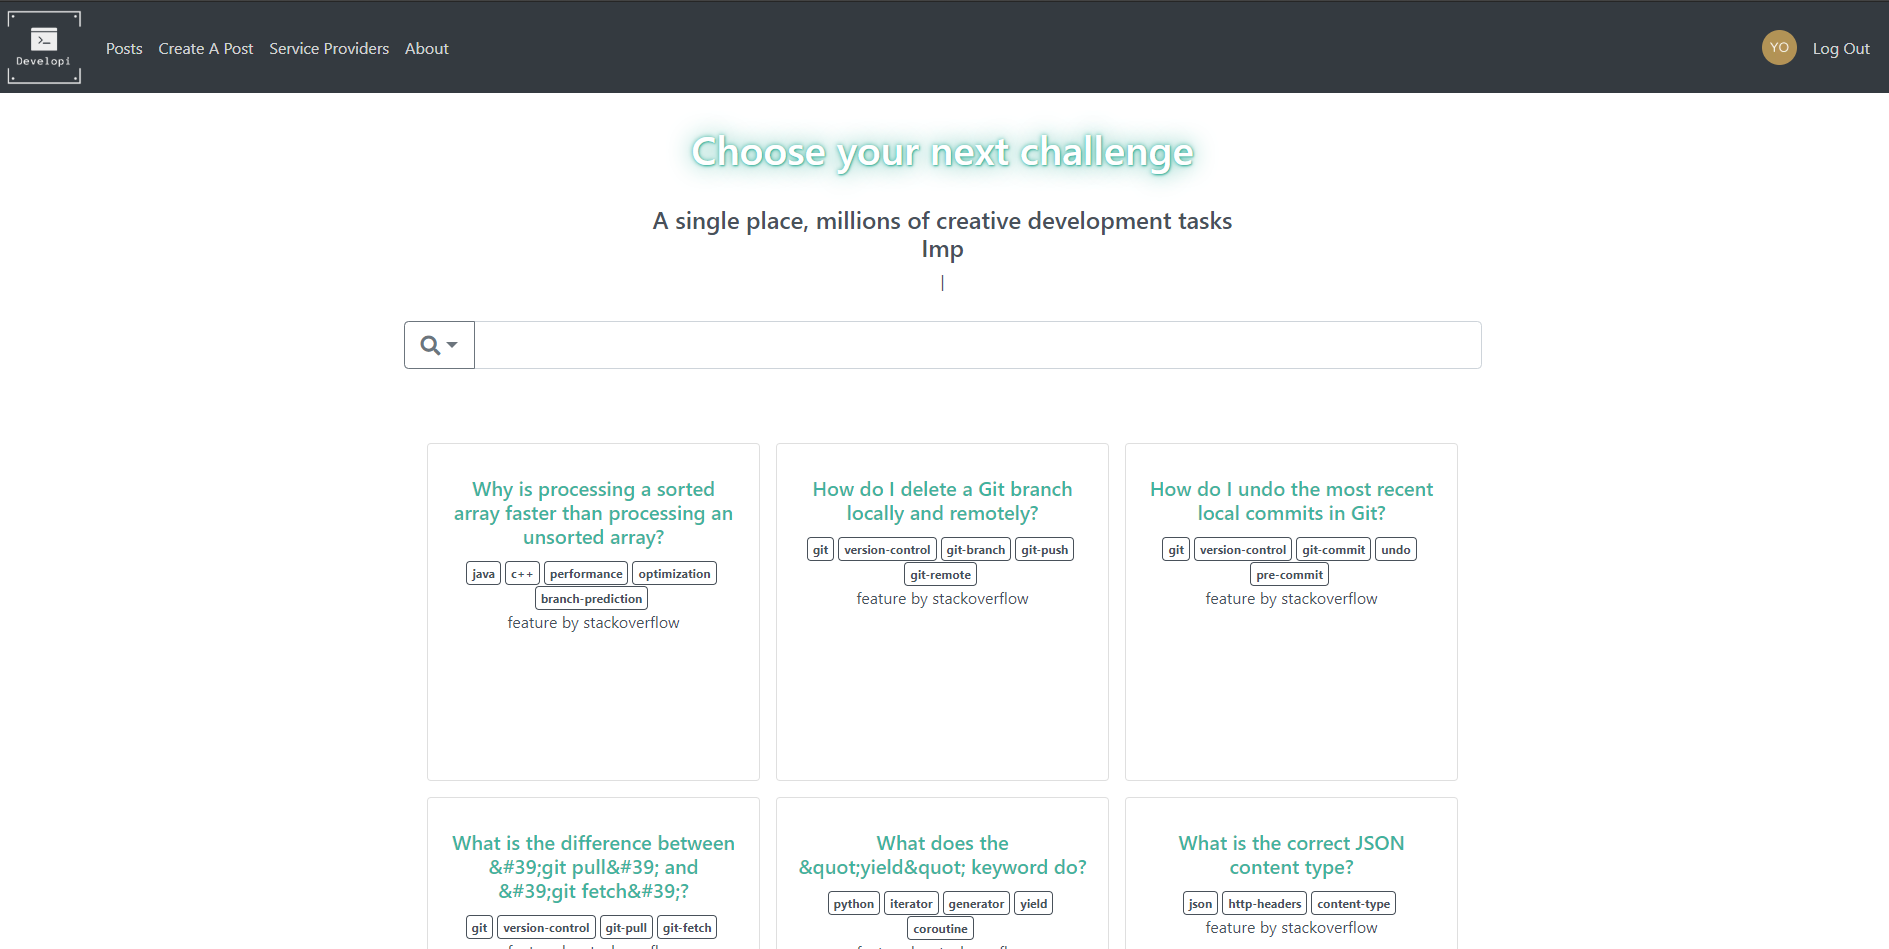 Developi
Posts
Create A Post
Service Providers
About
YO
Log Out
Choose your next challenge
A single place, millions of creative development tasks
Imp
|
Why is processing a sorted
array faster than processing an
unsorted array?
java c++ performance optimization
branch-prediction
feature by stackoverflow
How do I delete a Git branch
locally and remotely?
git version-control git-branch git-push
git-remote
feature by stackoverflow
How do I undo the most recent
local commits in Git?
git version-control git-commit undo
pre-commit
feature by stackoverflow
What is the difference between
&#39;git pull&#39; and
&#39;git fetch&#39;?
git version-control git-pull git-fetch
What does the
&quot;yield&quot; keyword do?
python iterator generator yield
coroutine
What is the correct JSON
content type?
json http-headers content-type
feature by stackoverflow